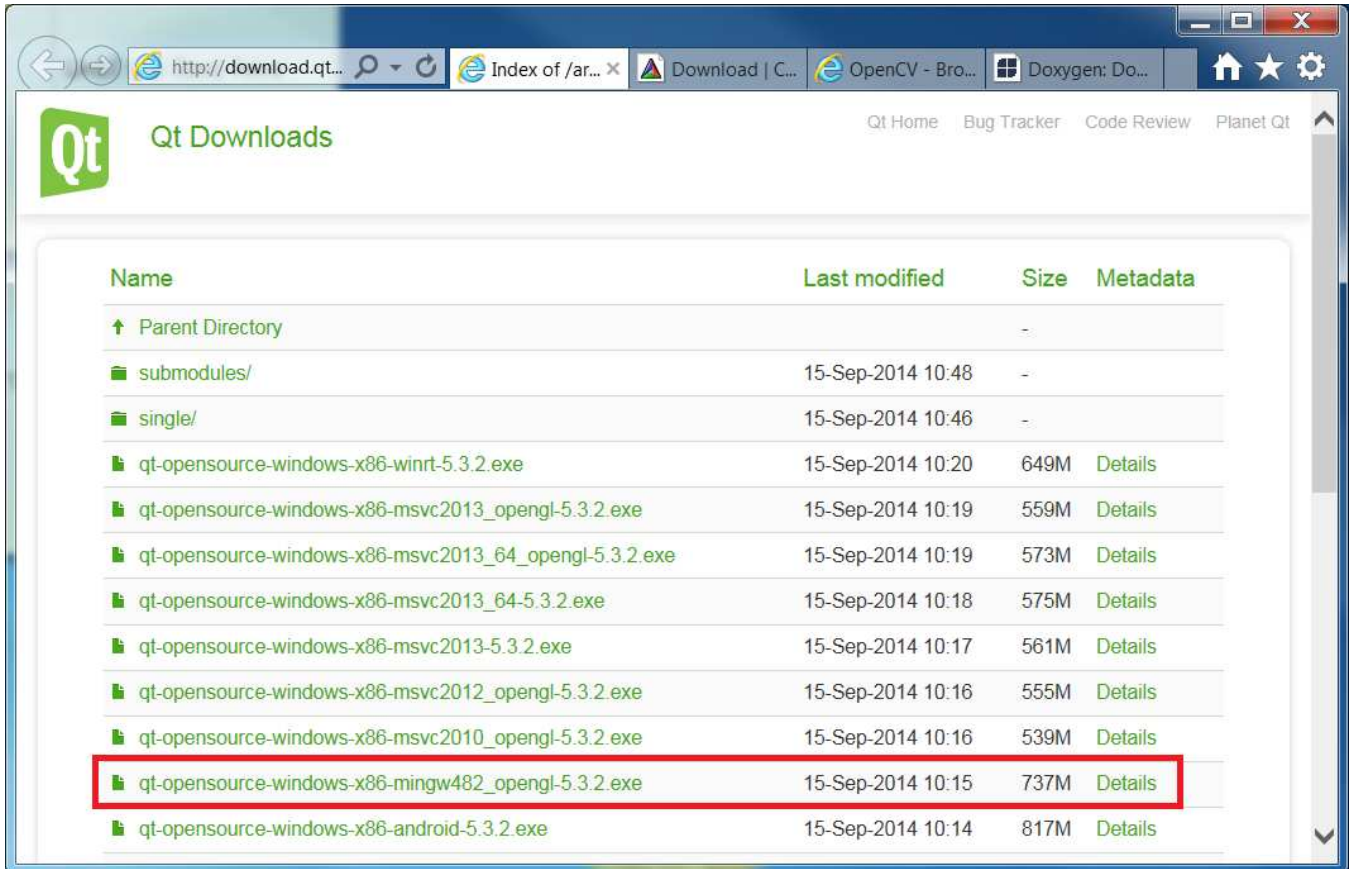 http://download.qt... Index of /ar... Download | C... OpenCV - Bro... Doxygen: Do...
Qt Qt Downloads Qt Home Bug Tracker Code Review Planet Qt
Name Last modified Size Metadata
Parent Directory -
submodules/ 15-Sep-2014 10:48 -
single/ 15-Sep-2014 10:46 -
qt-opensource-windows-x86-winrt-5.3.2.exe 15-Sep-2014 10:20 649M Details
qt-opensource-windows-x86-msvc2013_opengl-5.3.2.exe 15-Sep-2014 10:19 559M Details
qt-opensource-windows-x86-msvc2013_64_opengl-5.3.2.exe 15-Sep-2014 10:19 573M Details
qt-opensource-windows-x86-msvc2013_64-5.3.2.exe 15-Sep-2014 10:18 575M Details
qt-opensource-windows-x86-msvc2013-5.3.2.exe 15-Sep-2014 10:17 561M Details
qt-opensource-windows-x86-msvc2012_opengl-5.3.2.exe 15-Sep-2014 10:16 555M Details
qt-opensource-windows-x86-msvc2010_opengl-5.3.2.exe 15-Sep-2014 10:16 539M Details
qt-opensource-windows-x86-mingw482_opengl-5.3.2.exe 15-Sep-2014 10:15 737M Details
qt-opensource-windows-x86-android-5.3.2.exe 15-Sep-2014 10:14 817M Details